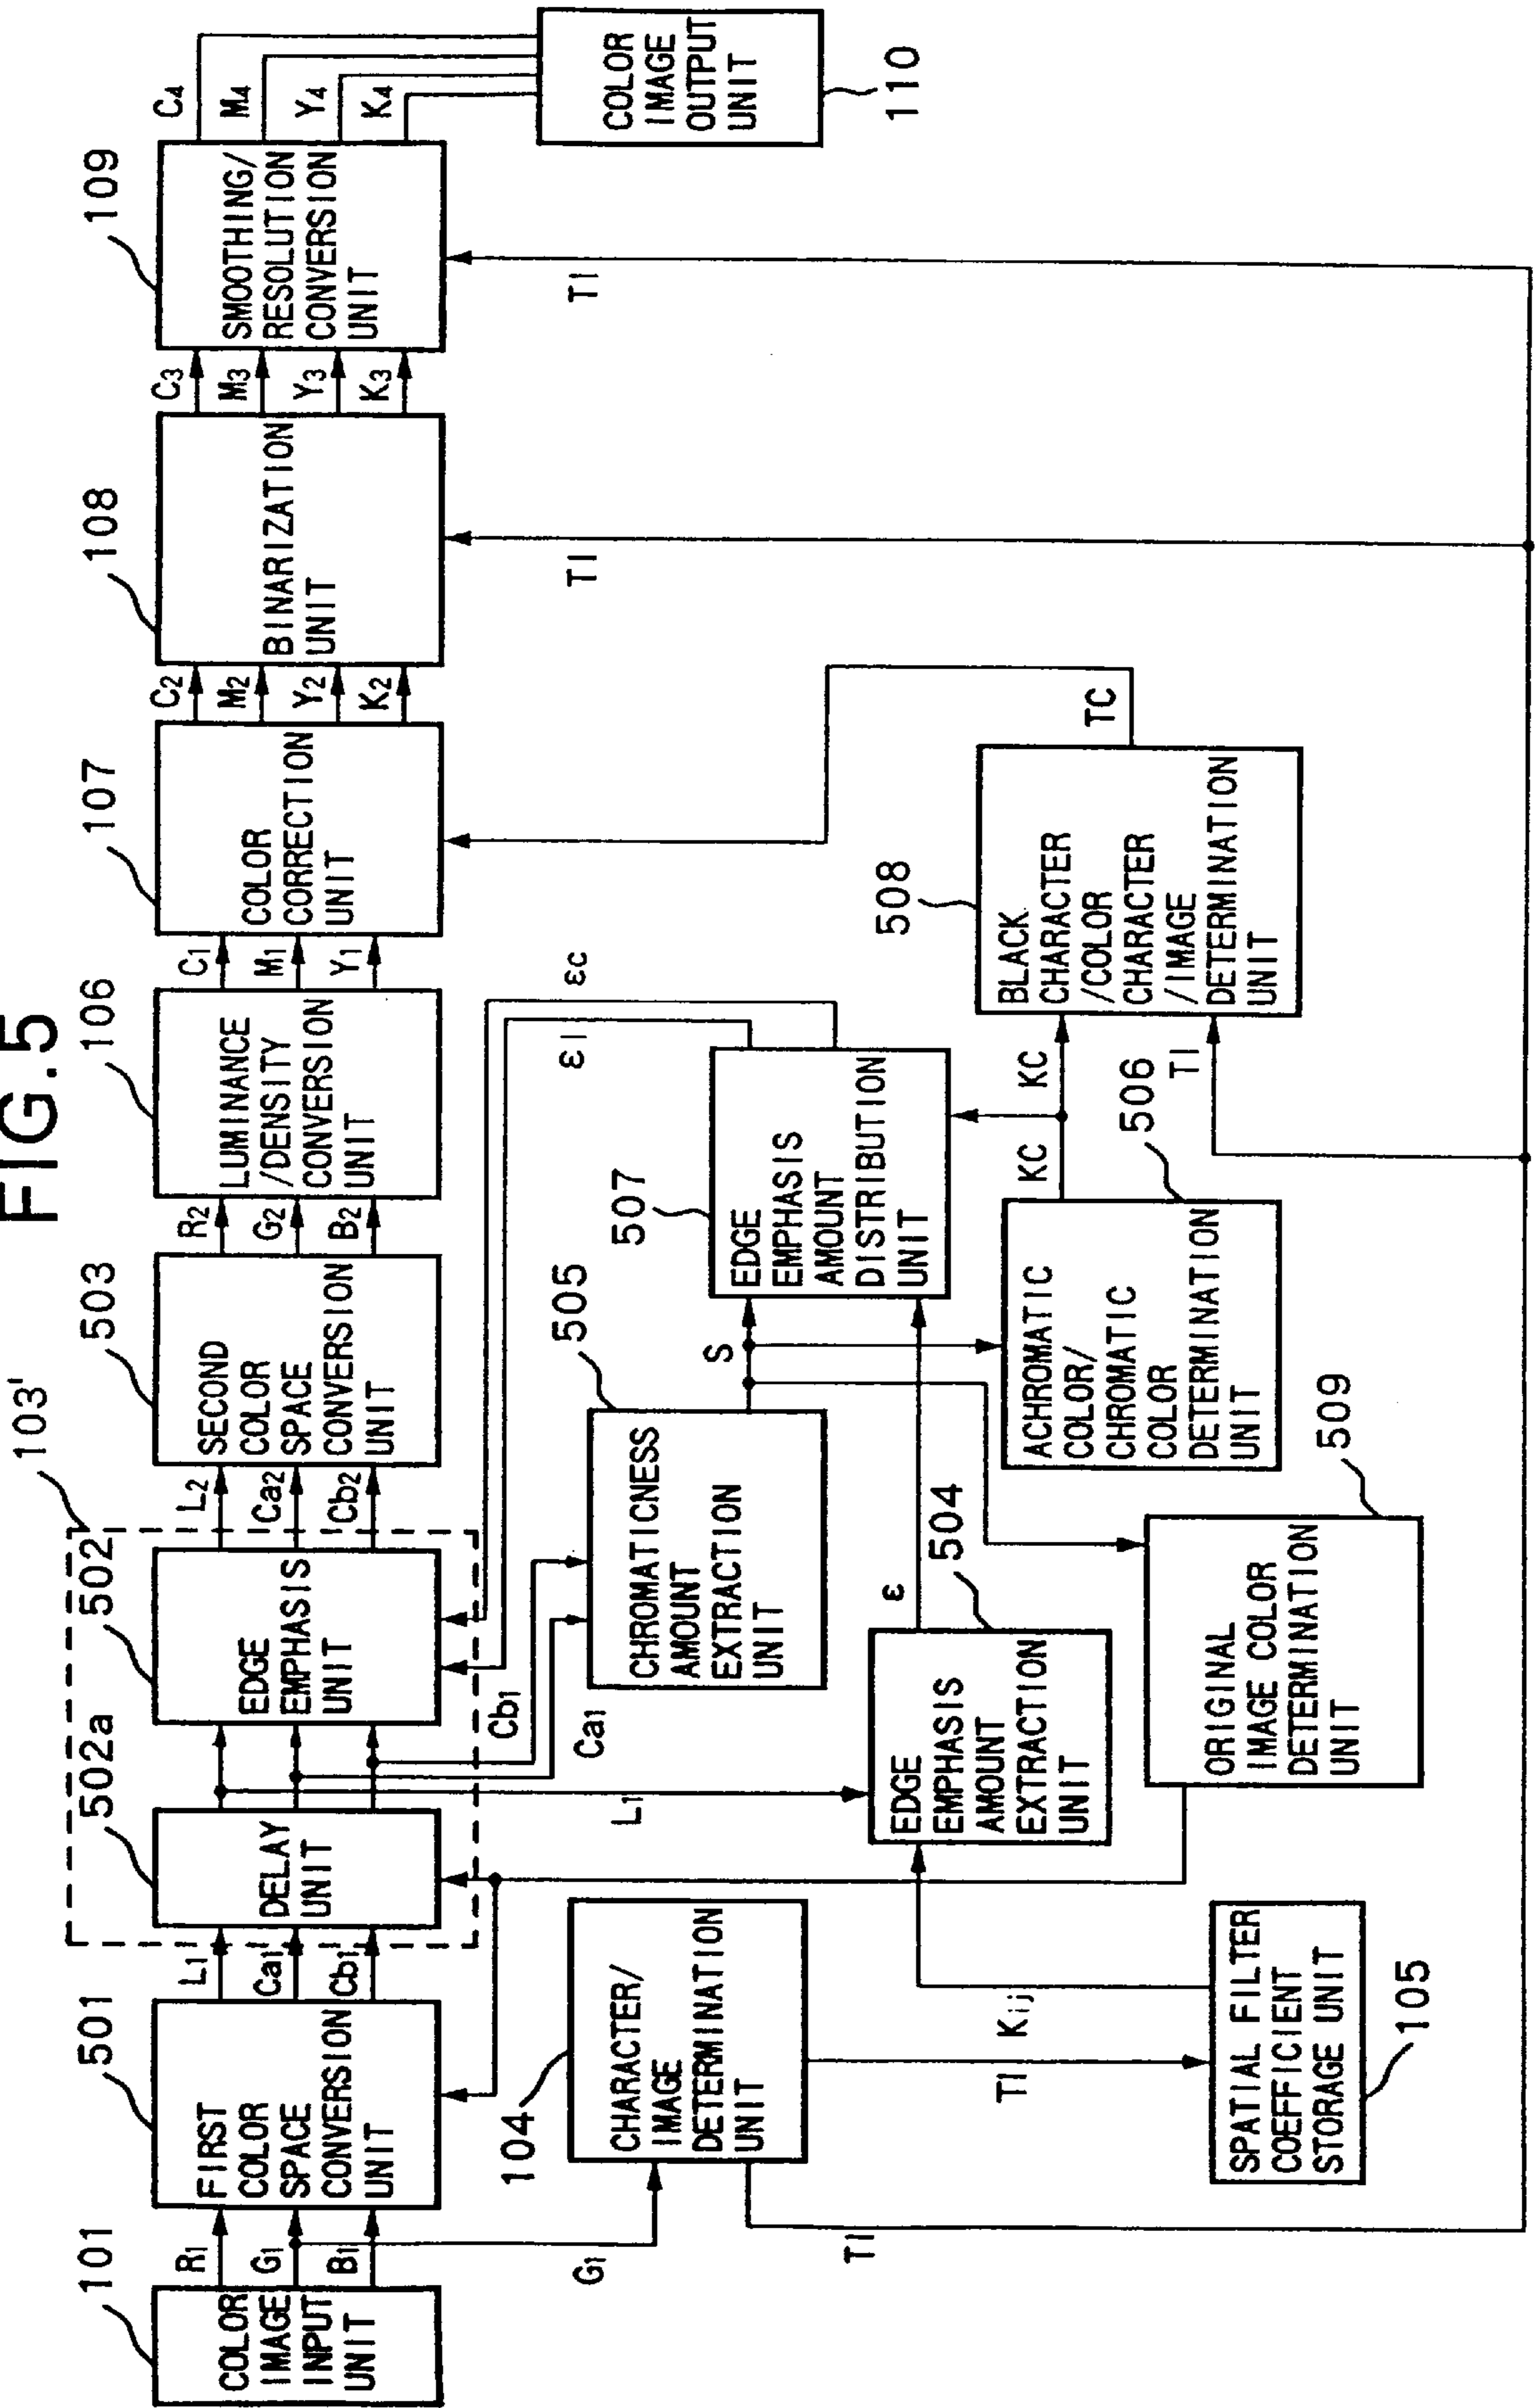 FIG.5
101
COLOR
IMAGE
INPUT
UNIT
R1
G1
B1
501
FIRST
COLOR
SPACE
CONVERSION
UNIT
L1
Ca1
Cb1
103'
502a
DELAY
UNIT
502
EDGE
EMPHASIS
UNIT
L2
Ca2
Cb2
503
SECOND
COLOR
SPACE
CONVERSION
UNIT
R2
G2
B2
106
LUMINANCE
/DENSITY
CONVERSION
UNIT
C1
M1
Y1
107
COLOR
CORRECTION
UNIT
C2
M2
Y2
K2
108
BINARIZATION
UNIT
C3
M3
Y3
K3
109
SMOOTHING/
RESOLUTION
CONVERSION
UNIT
C4
M4
Y4
K4
COLOR
IMAGE
OUTPUT
UNIT
110
G1
104
CHARACTER/
IMAGE
DETERMINATION
UNIT
TI
TI
Kij
SPATIAL FILTER
COEFFICIENT
STORAGE UNIT
105
L1
Ca1
Cb1
505
CHROMATICNESS
AMOUNT
EXTRACTION
UNIT
S
504
EDGE
EMPHASIS
AMOUNT
EXTRACTION
UNIT
ε
ORIGINAL
IMAGE COLOR
DETERMINATION
UNIT
509
507
EDGE
EMPHASIS
AMOUNT
DISTRIBUTION
UNIT
εl
εc
506
ACHROMATIC
COLOR/
CHROMATIC
COLOR
DETERMINATION
UNIT
KC
KC
TI
508
BLACK
CHARACTER
/COLOR
CHARACTER
/IMAGE
DETERMINATION
UNIT
TC
TI
TI